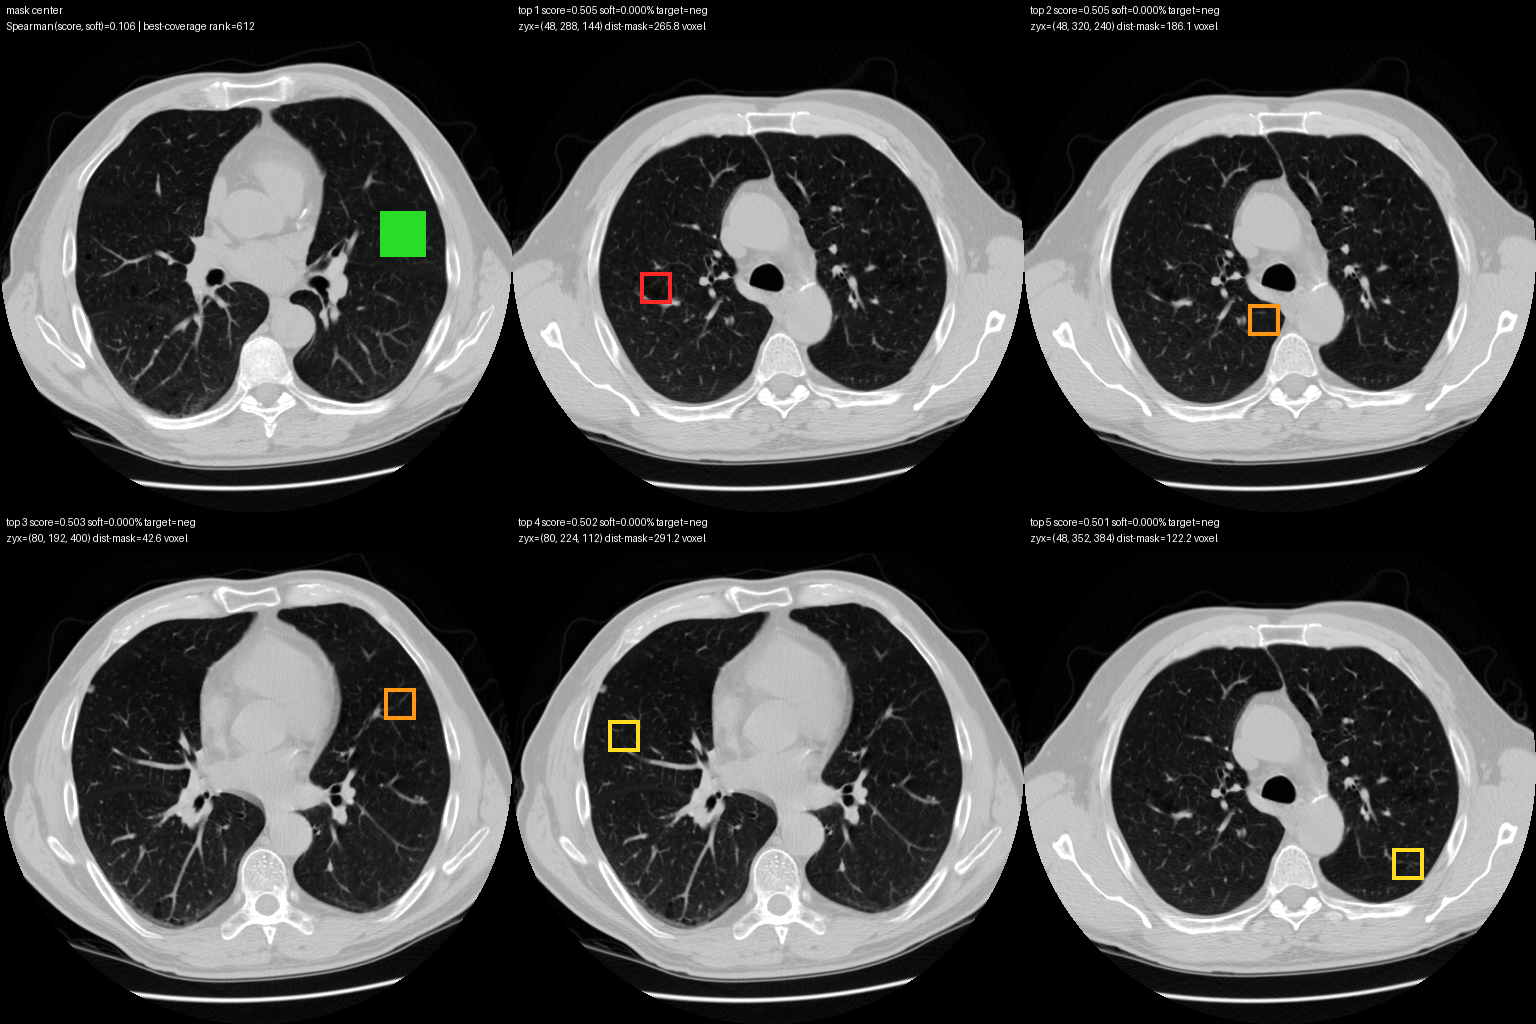 mask center
Spearman(score, soft)=0.106 | best-coverage rank=612
top 1 score=0.505 soft=0.000% target=neg
zyx=(48, 288, 144) dist-mask=265.8 voxel
top 2 score=0.505 soft=0.000% target=neg
zyx=(48, 320, 240) dist-mask=186.1 voxel
top 3 score=0.503 soft=0.000% target=neg
zyx=(80, 192, 400) dist-mask=42.6 voxel
top 4 score=0.502 soft=0.000% target=neg
zyx=(80, 224, 112) dist-mask=291.2 voxel
top 5 score=0.501 soft=0.000% target=neg
zyx=(48, 352, 384) dist-mask=122.2 voxel